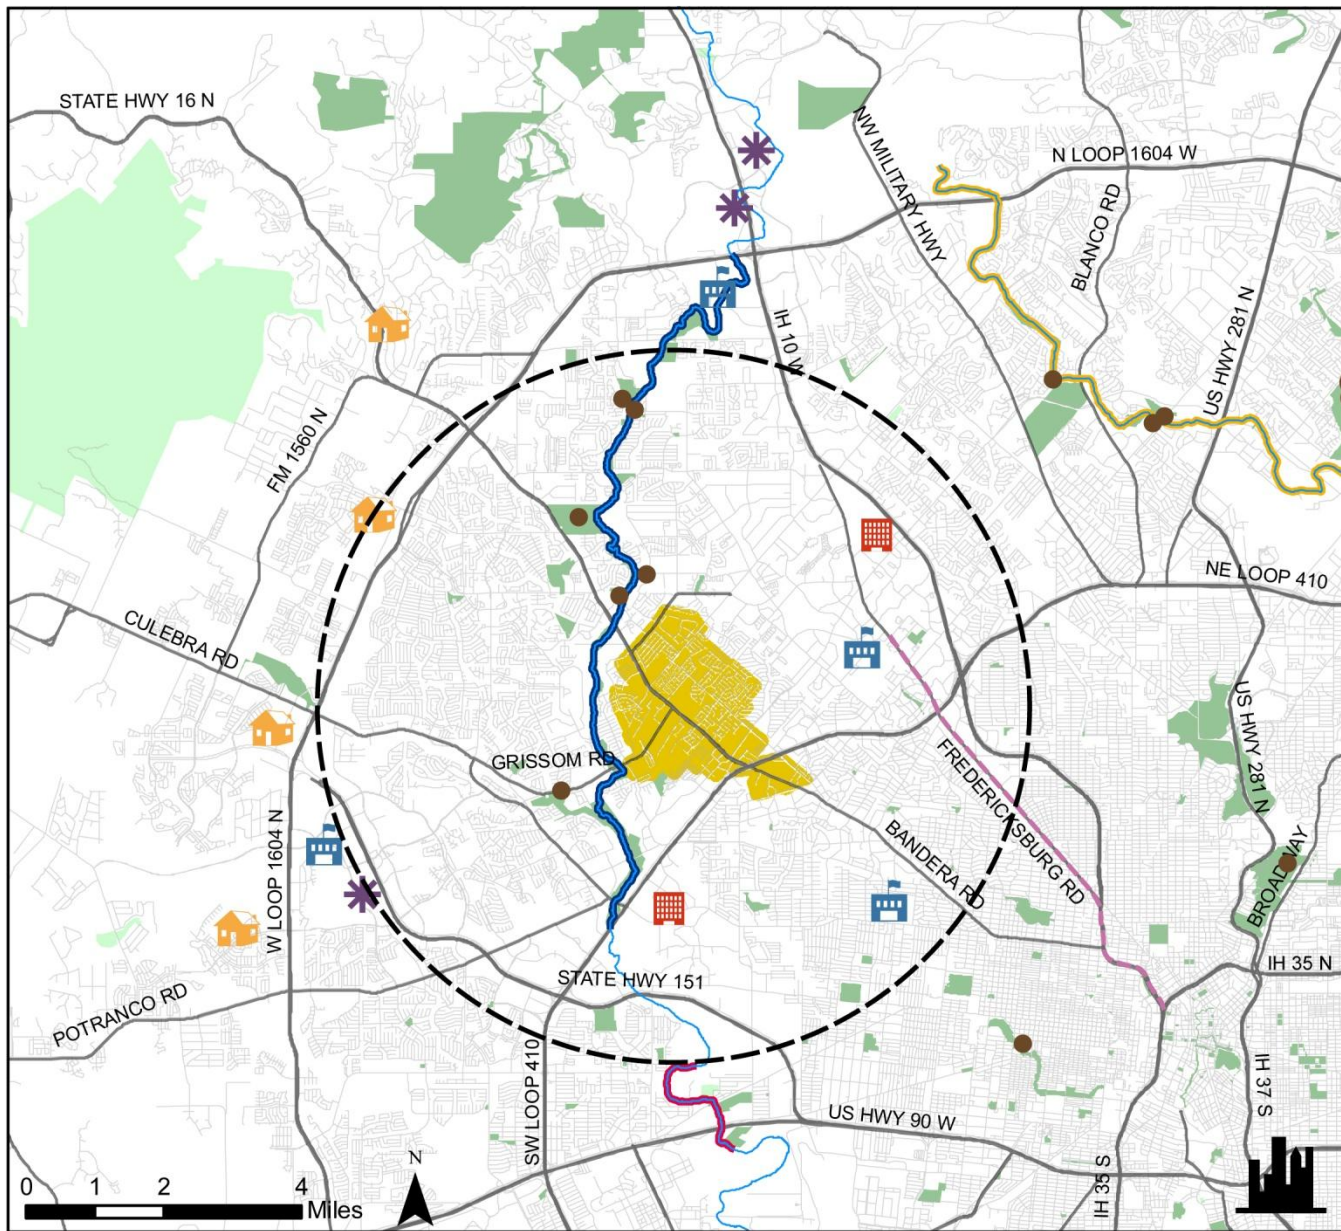 STATE HWY 16 N
N LOOP 1604 W
NW MILITARY HWY
BLANCO RD
US HWY 281 N
IH 10 W
FM 1560 N
NE LOOP 410
CULEBRA RD
GRISSOM RD
US HWY 281 N
FREDERICKSBURG RD
BANDERA RD
BROADWAY
W LOOP 1604 N
IH 35 N
STATE HWY 151
POTRANCO RD
SW LOOP 410
IH 37 S
US HWY 90 W
IH 35 S
N
0 1 2 4
Miles